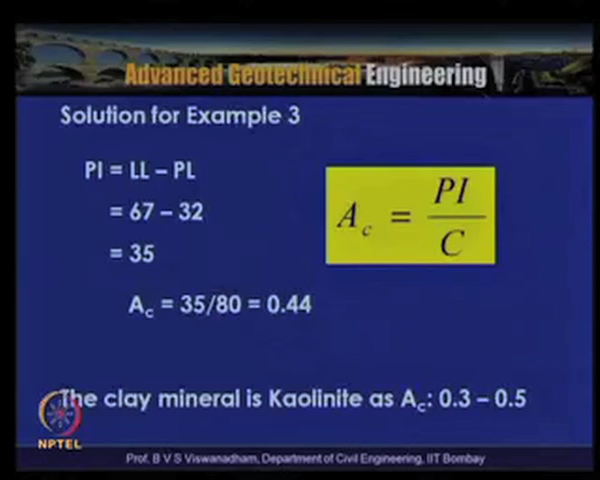 Advanced Geotechnical Engineering
Solution for Example 3
PI = LL – PL
= 67 – 32
= 35
A_c = PI / C
A_c = 35/80 = 0.44
The clay mineral is Kaolinite as A_c: 0.3 – 0.5
NPTEL
Prof. B V S Viswanadham, Department of Civil Engineering, IIT Bombay